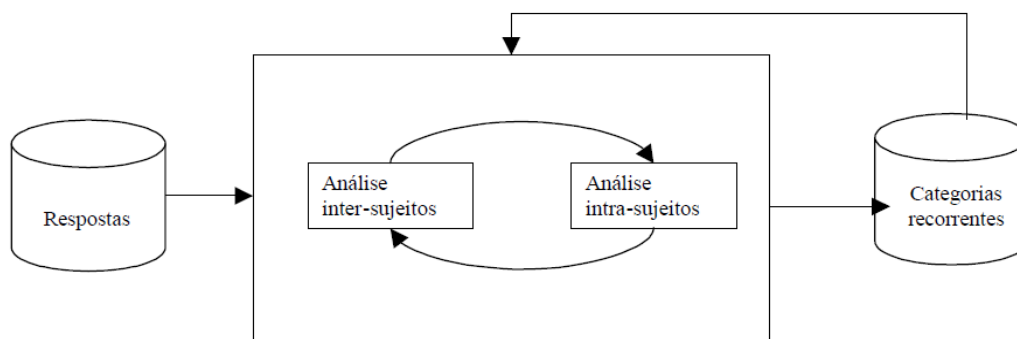 Respostas
Análise
inter-sujeitos
Análise
intra-sujeitos
Categorias
recorrentes